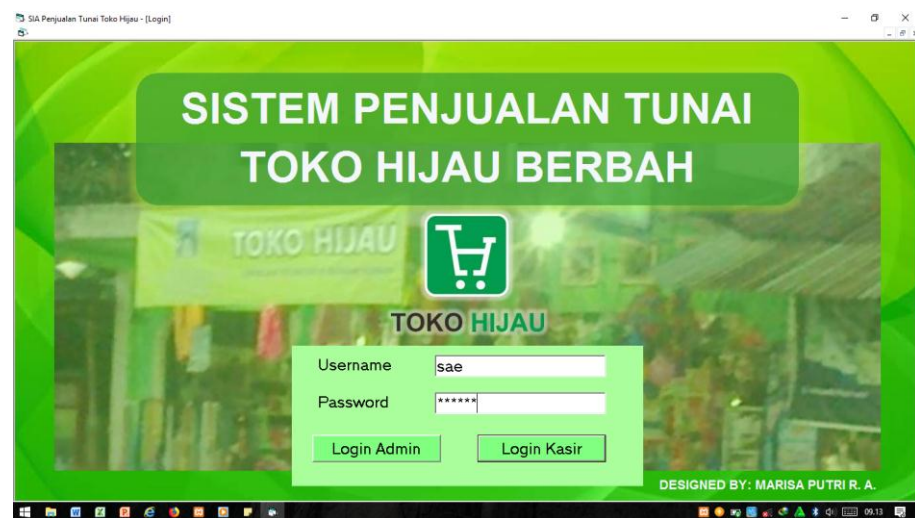 SIA Penjualan Tunai Toko Hijau - [Login]
SISTEM PENJUALAN TUNAI
TOKO HIJAU BERBAH
TOKO HIJAU
TOKO HIJAU
Username
sae
Password
******
Login Admin
Login Kasir
DESIGNED BY: MARISA PUTRI R. A.
09.13